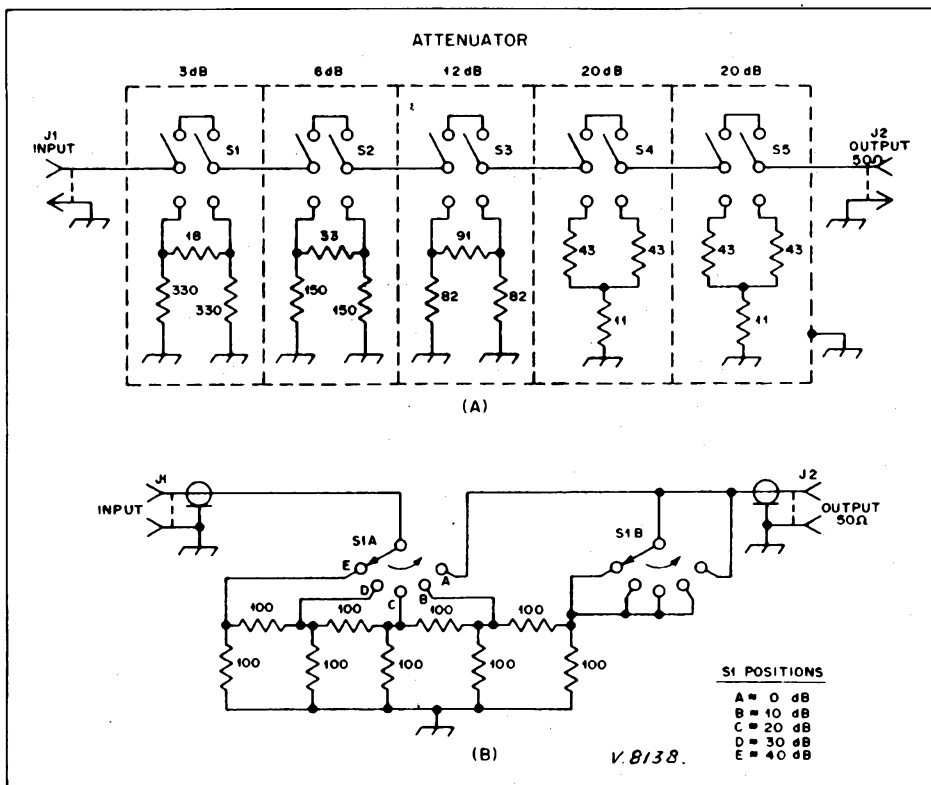 ATTENUATOR
3dB 6dB 12dB 20dB 20dB
J1
INPUT
S1 S2 S3 S4 S5
J2
OUTPUT
50Ω
18 33 91 43 43 43 43
330 330 150 150 82 82 11 11
(A)
J1
INPUT
J2
OUTPUT
50Ω
S1A
S1B
E D C B A
100 100 100 100
100 100 100 100 100
(B)
S1 POSITIONS
A ≈ 0 dB
B ≈ 10 dB
C ≈ 20 dB
D ≈ 30 dB
E ≈ 40 dB
V.8138.